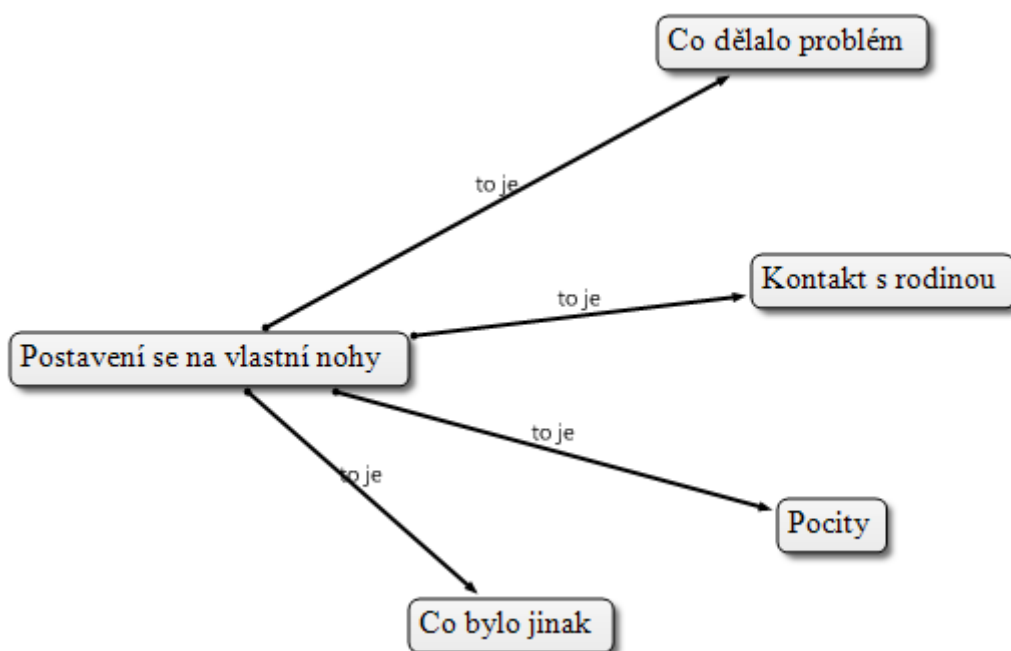 Co dělalo problém
to je
Kontakt s rodinou
to je
Postavení se na vlastní nohy
to je
to je
Pocity
Co bylo jinak